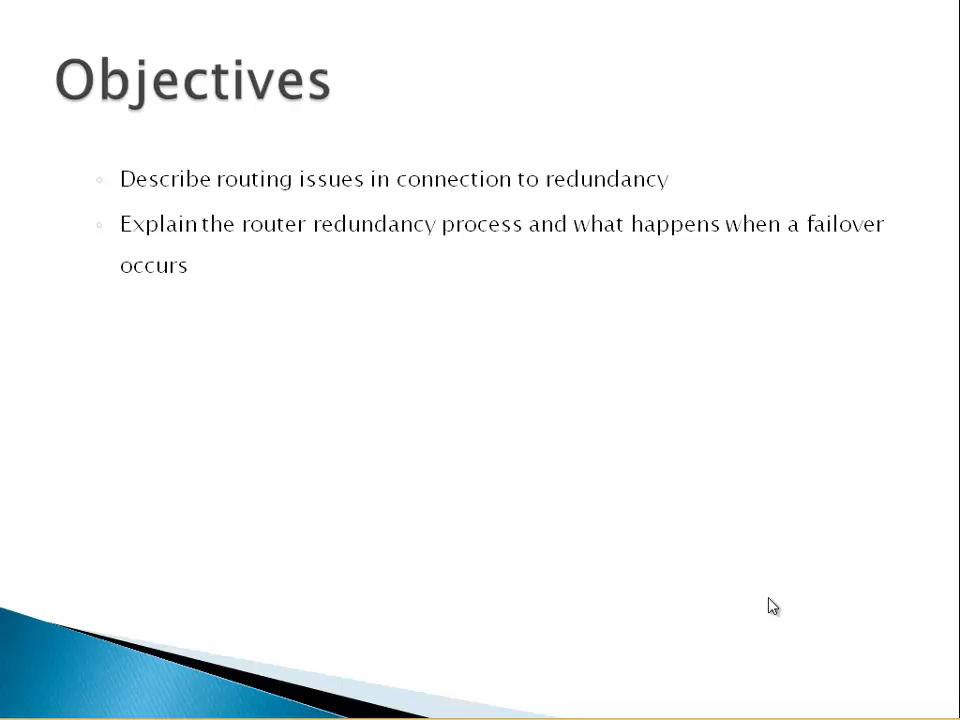 Objectives
Describe routing issues in connection to redundancy
Explain the router redundancy process and what happens when a failover
occurs